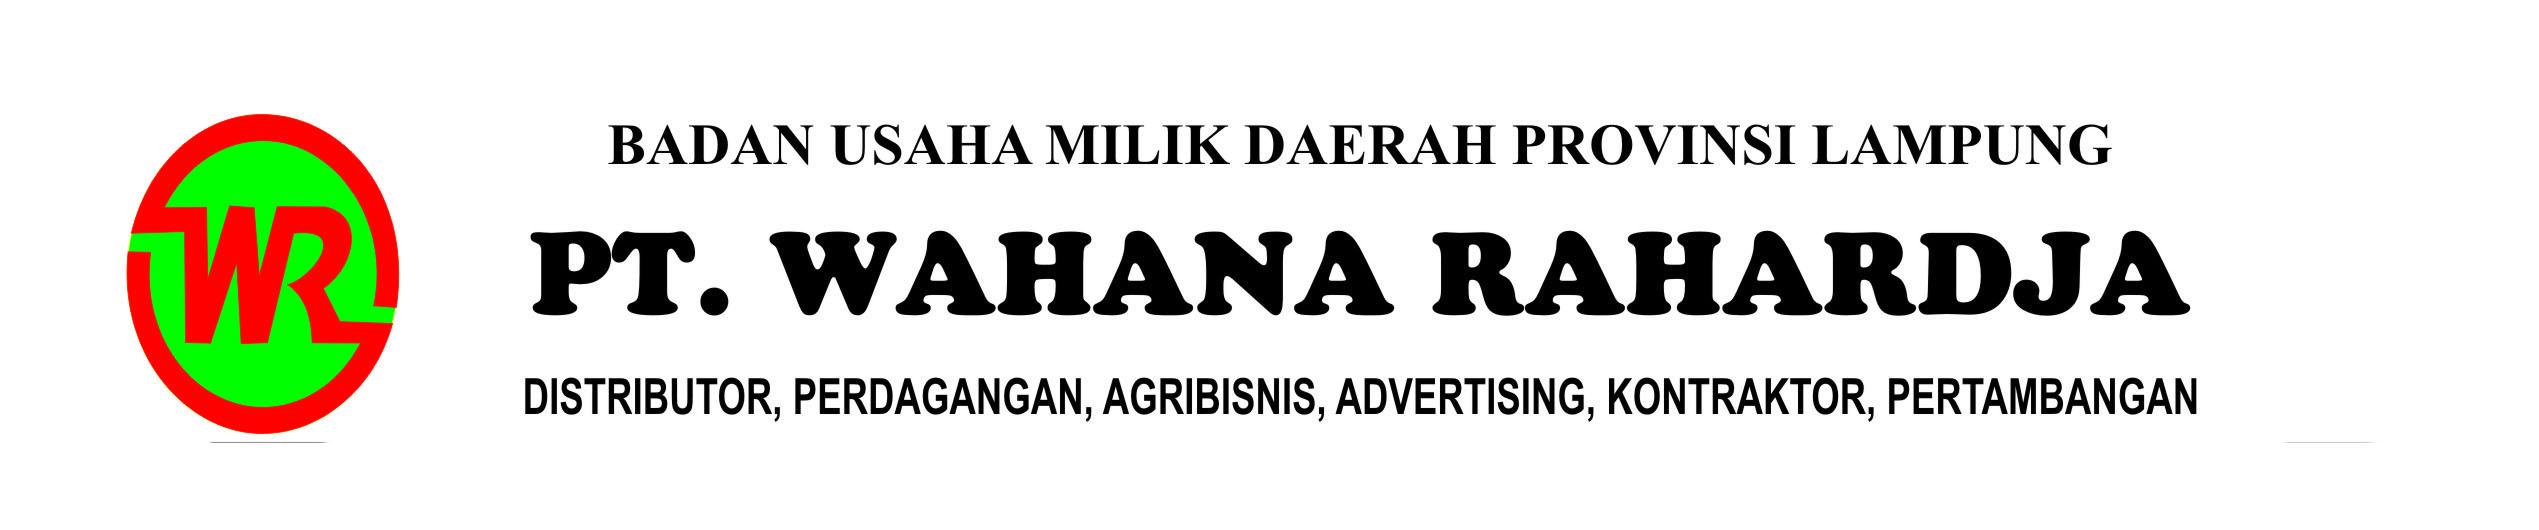 WR
BADAN USAHA MILIK DAERAH PROVINSI LAMPUNG
PT. WAHANA RAHARDJA
DISTRIBUTOR, PERDAGANGAN, AGRIBISNIS, ADVERTISING, KONTRAKTOR, PERTAMBANGAN